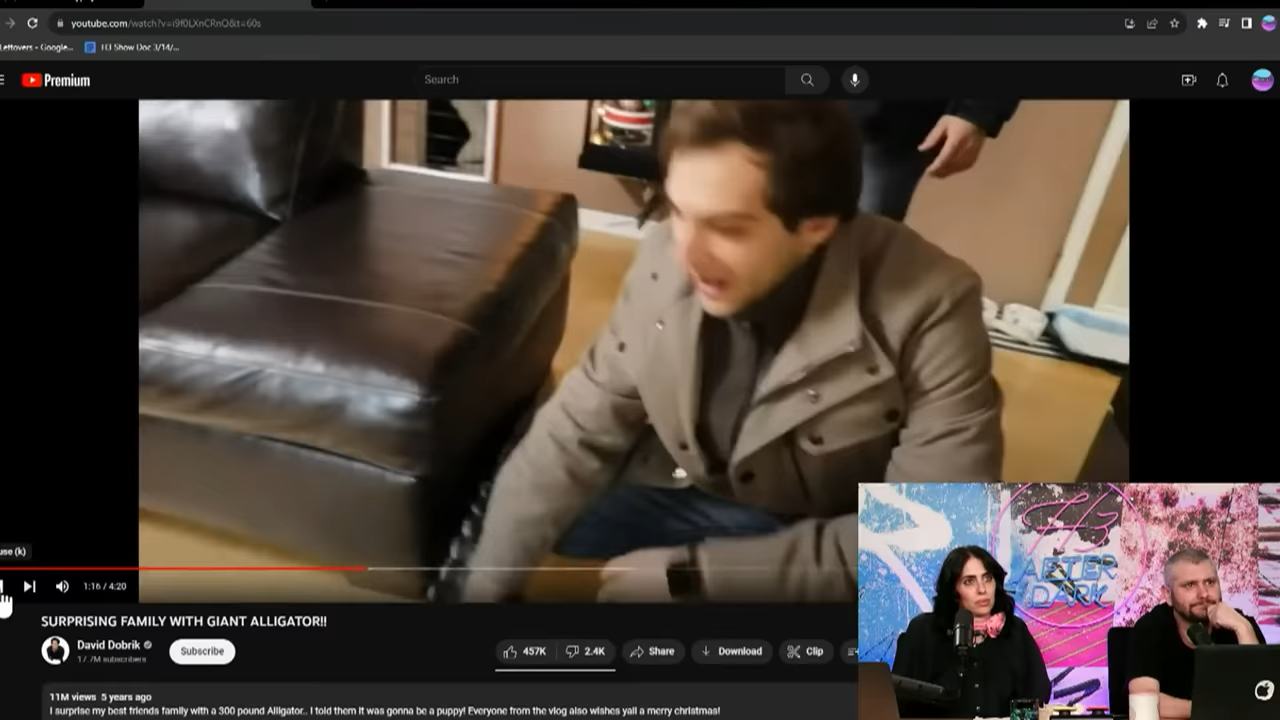 youtube.com/watch?v=i9f0LXnCRnQ&t=60s
Leftovers - Google...
H3 Show Doc 3/14/...
Premium
Search
(k)
1:16 / 4:20
SURPRISING FAMILY WITH GIANT ALLIGATOR!!
David Dobrik
17.7M subscribers
Subscribe
457K
2.4K
Share
Download
Clip
11M views 5 years ago
I surprise my best friends family with a 300 pound Alligator.. I told them it was gonna be a puppy! Everyone from the vlog also wishes yall a merry christmas!
H3
AFTER
DARK